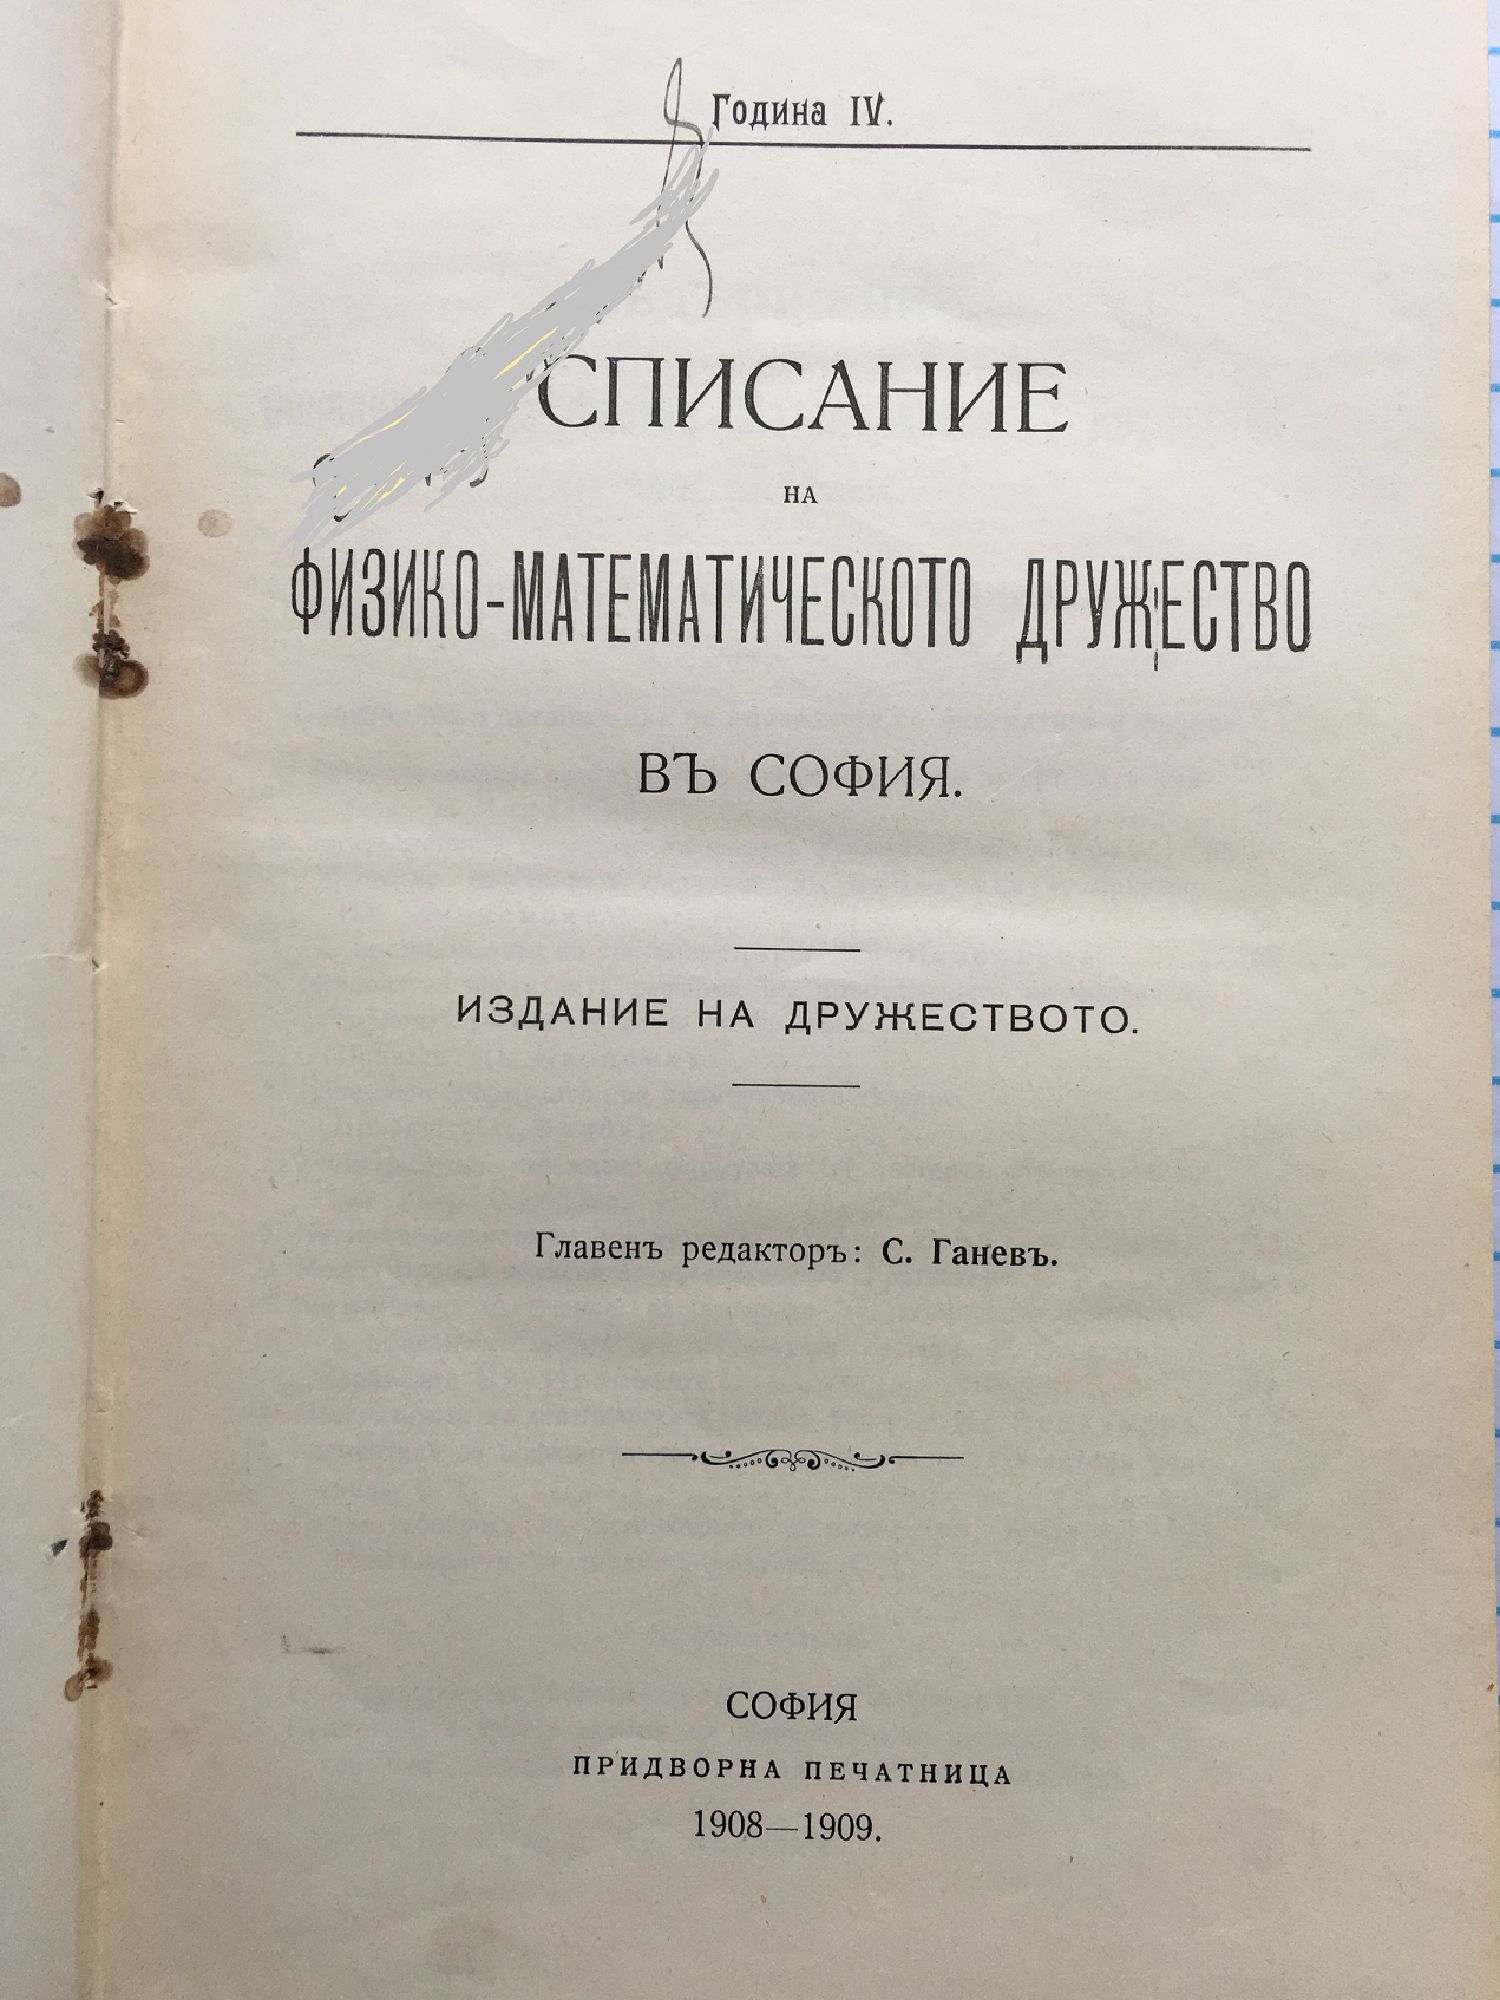 Година IV.
СПИСАНИЕ
НА
ФИЗИКО-МАТЕМАТИЧЕСКОТО ДРУЖЕСТВО
ВЪ СОФИЯ.
ИЗДАНИЕ НА ДРУЖЕСТВОТО.
Главенъ редакторъ: С. Ганевъ.
СОФИЯ
ПРИДВОРНА ПЕЧАТНИЦА
1908—1909.